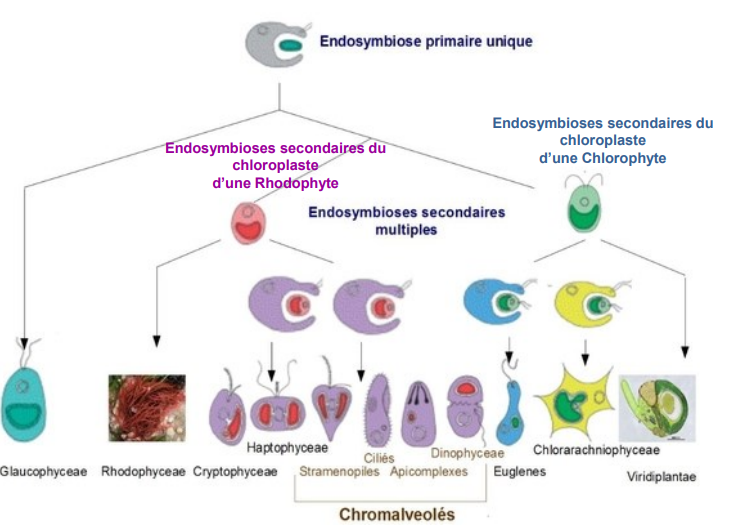 Endosymbiose primaire unique
Endosymbioses secondaires du
chloroplaste
d'une Chlorophyte
Endosymbioses secondaires du
chloroplaste
d'une Rhodophyte
Endosymbioses secondaires
multiples
Haptophyceae
Ciliés
Dinophyceae
Chlorarachniophyceae
Glaucophyceae
Rhodophyceae
Cryptophyceae
Stramenopiles
Apicomplexes
Euglenes
Viridiplantae
Chromalveolés